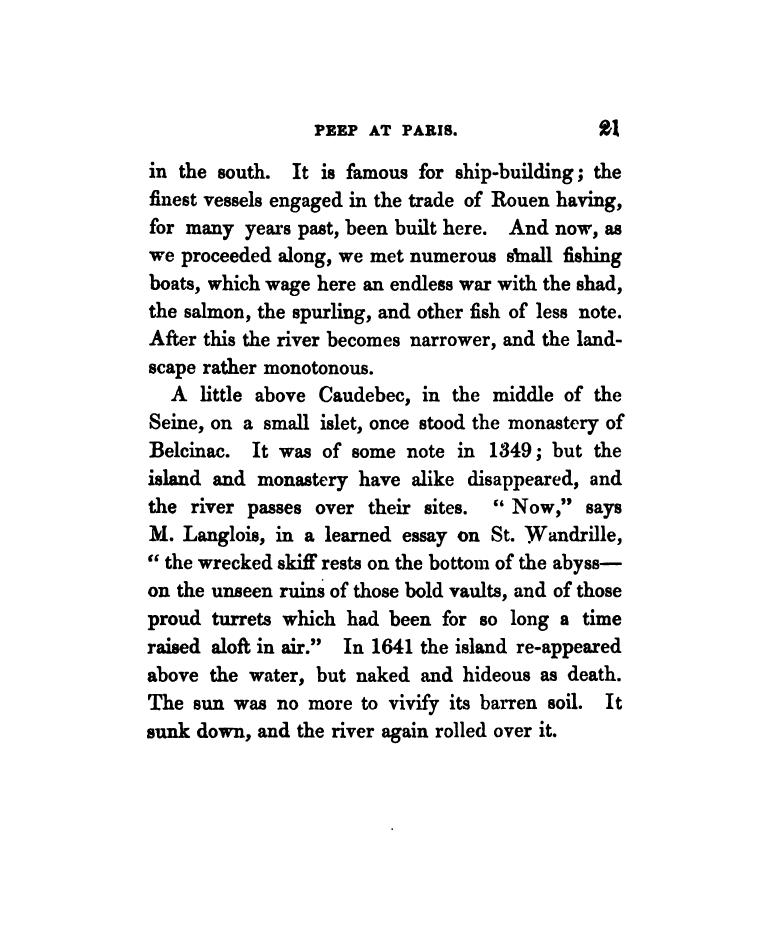 PEEP AT PARIS. 21
in the south. It is famous for ship-building; the
finest vessels engaged in the trade of Rouen having,
for many years past, been built here. And now, as
we proceeded along, we met numerous small fishing
boats, which wage here an endless war with the shad,
the salmon, the spurling, and other fish of less note.
After this the river becomes narrower, and the land-
scape rather monotonous.
A little above Caudebec, in the middle of the
Seine, on a small islet, once stood the monastery of
Belcinac. It was of some note in 1349; but the
island and monastery have alike disappeared, and
the river passes over their sites. “ Now,” says
M. Langlois, in a learned essay on St. Wandrille,
“ the wrecked skiff rests on the bottom of the abyss—
on the unseen ruins of those bold vaults, and of those
proud turrets which had been for so long a time
raised aloft in air.” In 1641 the island re-appeared
above the water, but naked and hideous as death.
The sun was no more to vivify its barren soil. It
sunk down, and the river again rolled over it.